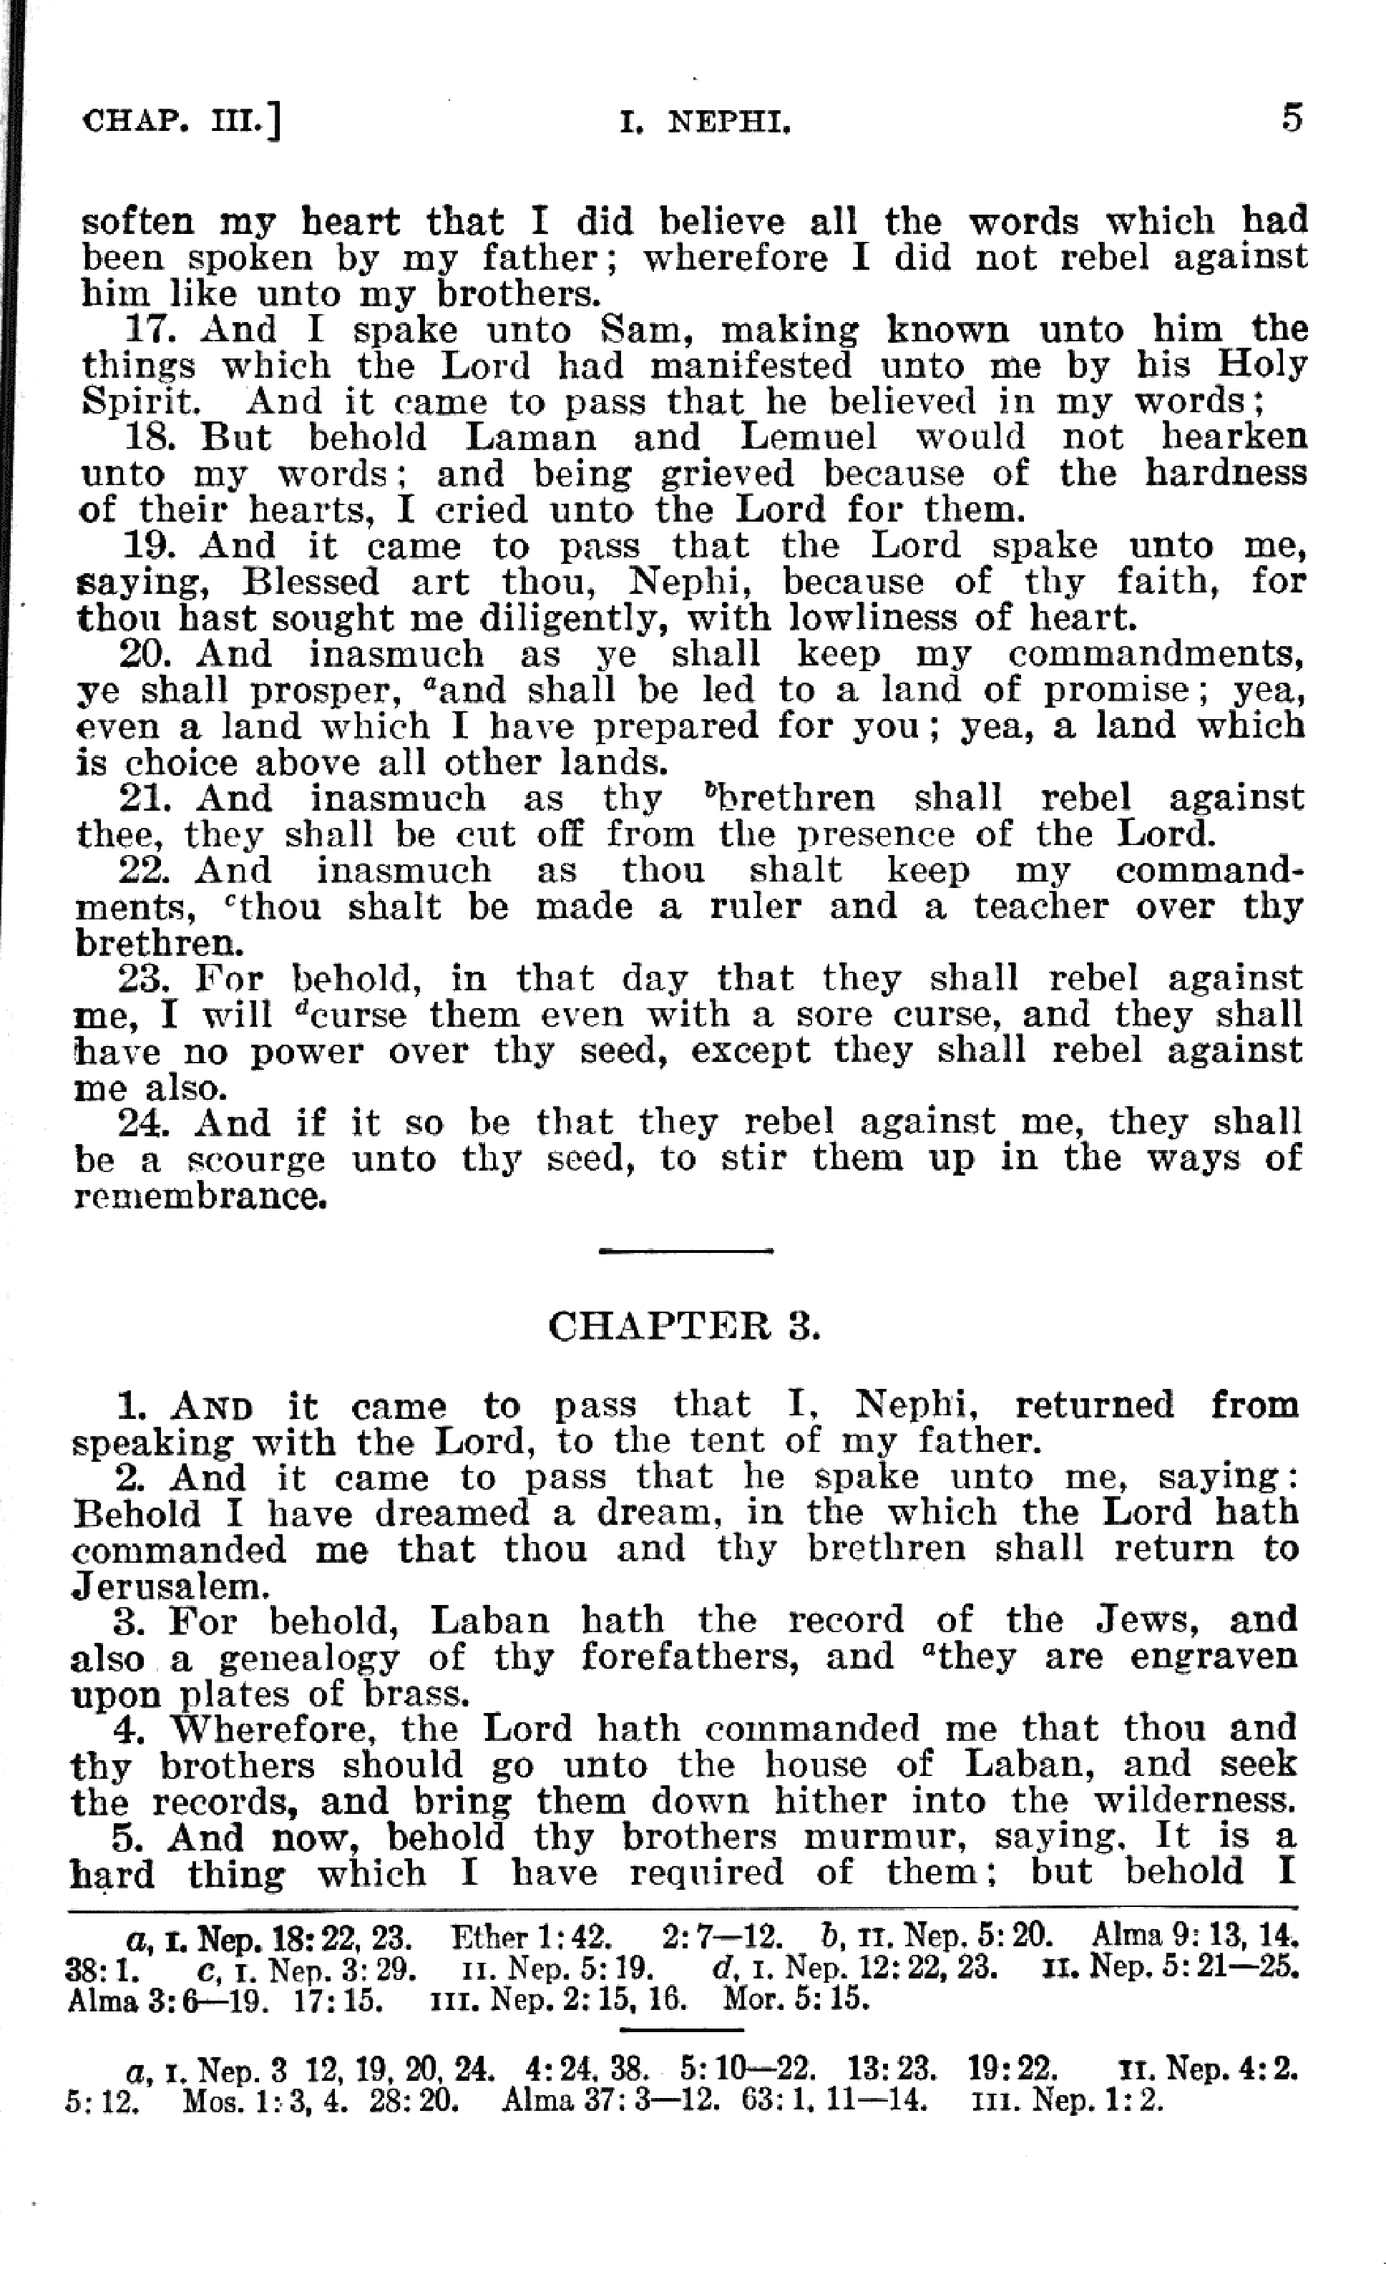 CHAP. III.] I. NEPHI. 5
soften my heart that I did believe all the words which had
been spoken by my father; wherefore I did not rebel against
him like unto my brothers.
17. And I spake unto Sam, making known unto him the
things which the Lord had manifested unto me by his Holy
Spirit. And it came to pass that he believed in my words;
18. But behold Laman and Lemuel would not hearken
unto my words; and being grieved because of the hardness
of their hearts, I cried unto the Lord for them.
19. And it came to pass that the Lord spake unto me,
saying, Blessed art thou, Nephi, because of thy faith, for
thou hast sought me diligently, with lowliness of heart.
20. And inasmuch as ye shall keep my commandments,
ye shall prosper, ᵃand shall be led to a land of promise; yea,
even a land which I have prepared for you; yea, a land which
is choice above all other lands.
21. And inasmuch as thy ᵇbrethren shall rebel against
thee, they shall be cut off from the presence of the Lord.
22. And inasmuch as thou shalt keep my command-
ments, ᶜthou shalt be made a ruler and a teacher over thy
brethren.
23. For behold, in that day that they shall rebel against
me, I will ᵈcurse them even with a sore curse, and they shall
have no power over thy seed, except they shall rebel against
me also.
24. And if it so be that they rebel against me, they shall
be a scourge unto thy seed, to stir them up in the ways of
remembrance.
CHAPTER 3.
1. AND it came to pass that I, Nephi, returned from
speaking with the Lord, to the tent of my father.
2. And it came to pass that he spake unto me, saying:
Behold I have dreamed a dream, in the which the Lord hath
commanded me that thou and thy brethren shall return to
Jerusalem.
3. For behold, Laban hath the record of the Jews, and
also a genealogy of thy forefathers, and ᵃthey are engraven
upon plates of brass.
4. Wherefore, the Lord hath commanded me that thou and
thy brothers should go unto the house of Laban, and seek
the records, and bring them down hither into the wilderness.
5. And now, behold thy brothers murmur, saying, It is a
hard thing which I have required of them; but behold I
a, I. Nep. 18:22, 23. Ether 1:42. 2:7—12. b, II. Nep. 5:20. Alma 9:13, 14.
38:1. c, I. Nep. 3:29. II. Nep. 5:19. d, I. Nep. 12:22, 23. II. Nep. 5:21—25.
Alma 3:6—19. 17:15. III. Nep. 2:15, 16. Mor. 5:15.
a, I. Nep. 3 12, 19, 20, 24. 4:24, 38. 5:10—22. 13:23. 19:22. II. Nep. 4:2.
5:12. Mos. 1:3, 4. 28:20. Alma 37:3—12. 63:1, 11—14. III. Nep. 1:2.